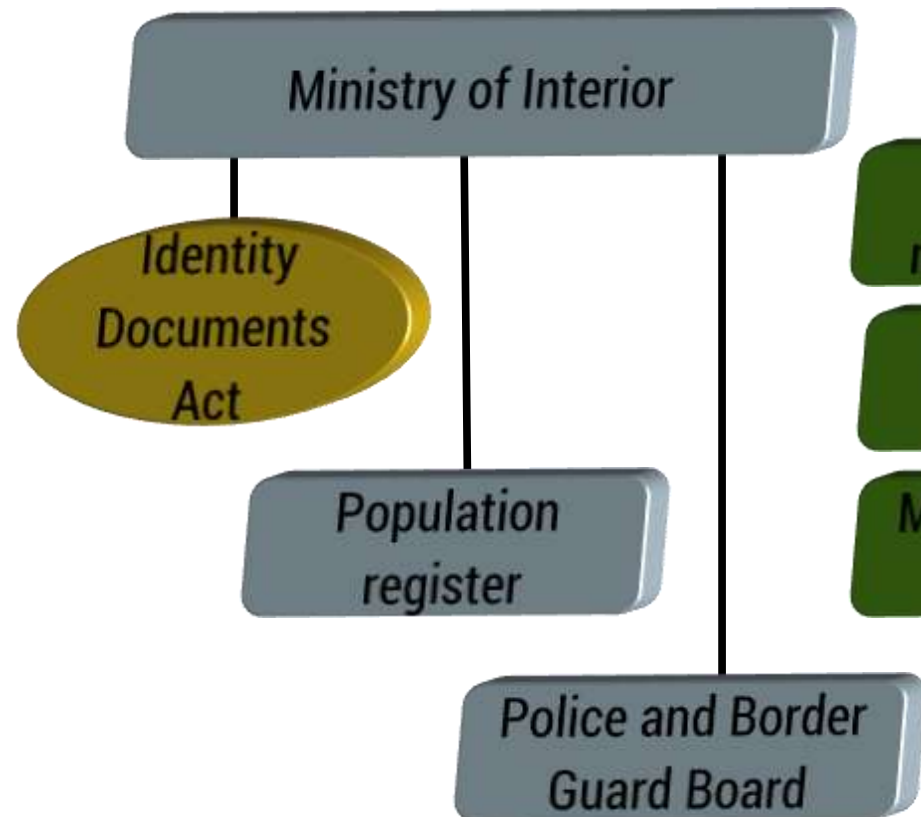 Ministry of Interior
Identity
Documents
Act
Population
register
Police and Border
Guard Board